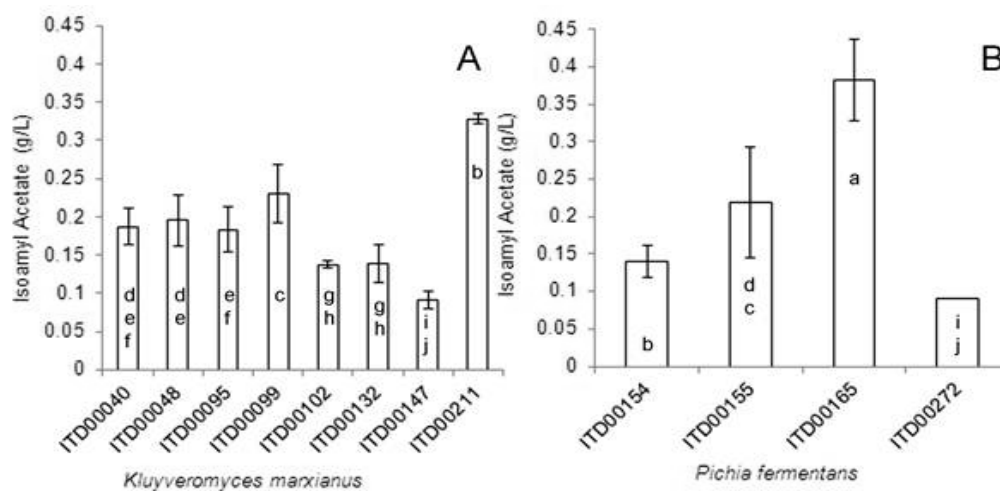 A
Isoamyl Acetate (g/L)
0.45
0.4
0.35
0.3
0.25
0.2
0.15
0.1
0.05
0
d
e
f
d
e
e
f
c
g
h
g
h
i
j
b
ITD00040
ITD00048
ITD00095
ITD00099
ITD00102
ITD00132
ITD00147
ITD00211
Kluyveromyces marxianus
B
Isoamyl Acetate (g/L)
0.45
0.4
0.35
0.3
0.25
0.2
0.15
0.1
0.05
0
b
d
c
a
i
j
ITD00154
ITD00155
ITD00165
ITD00272
Pichia fermentans